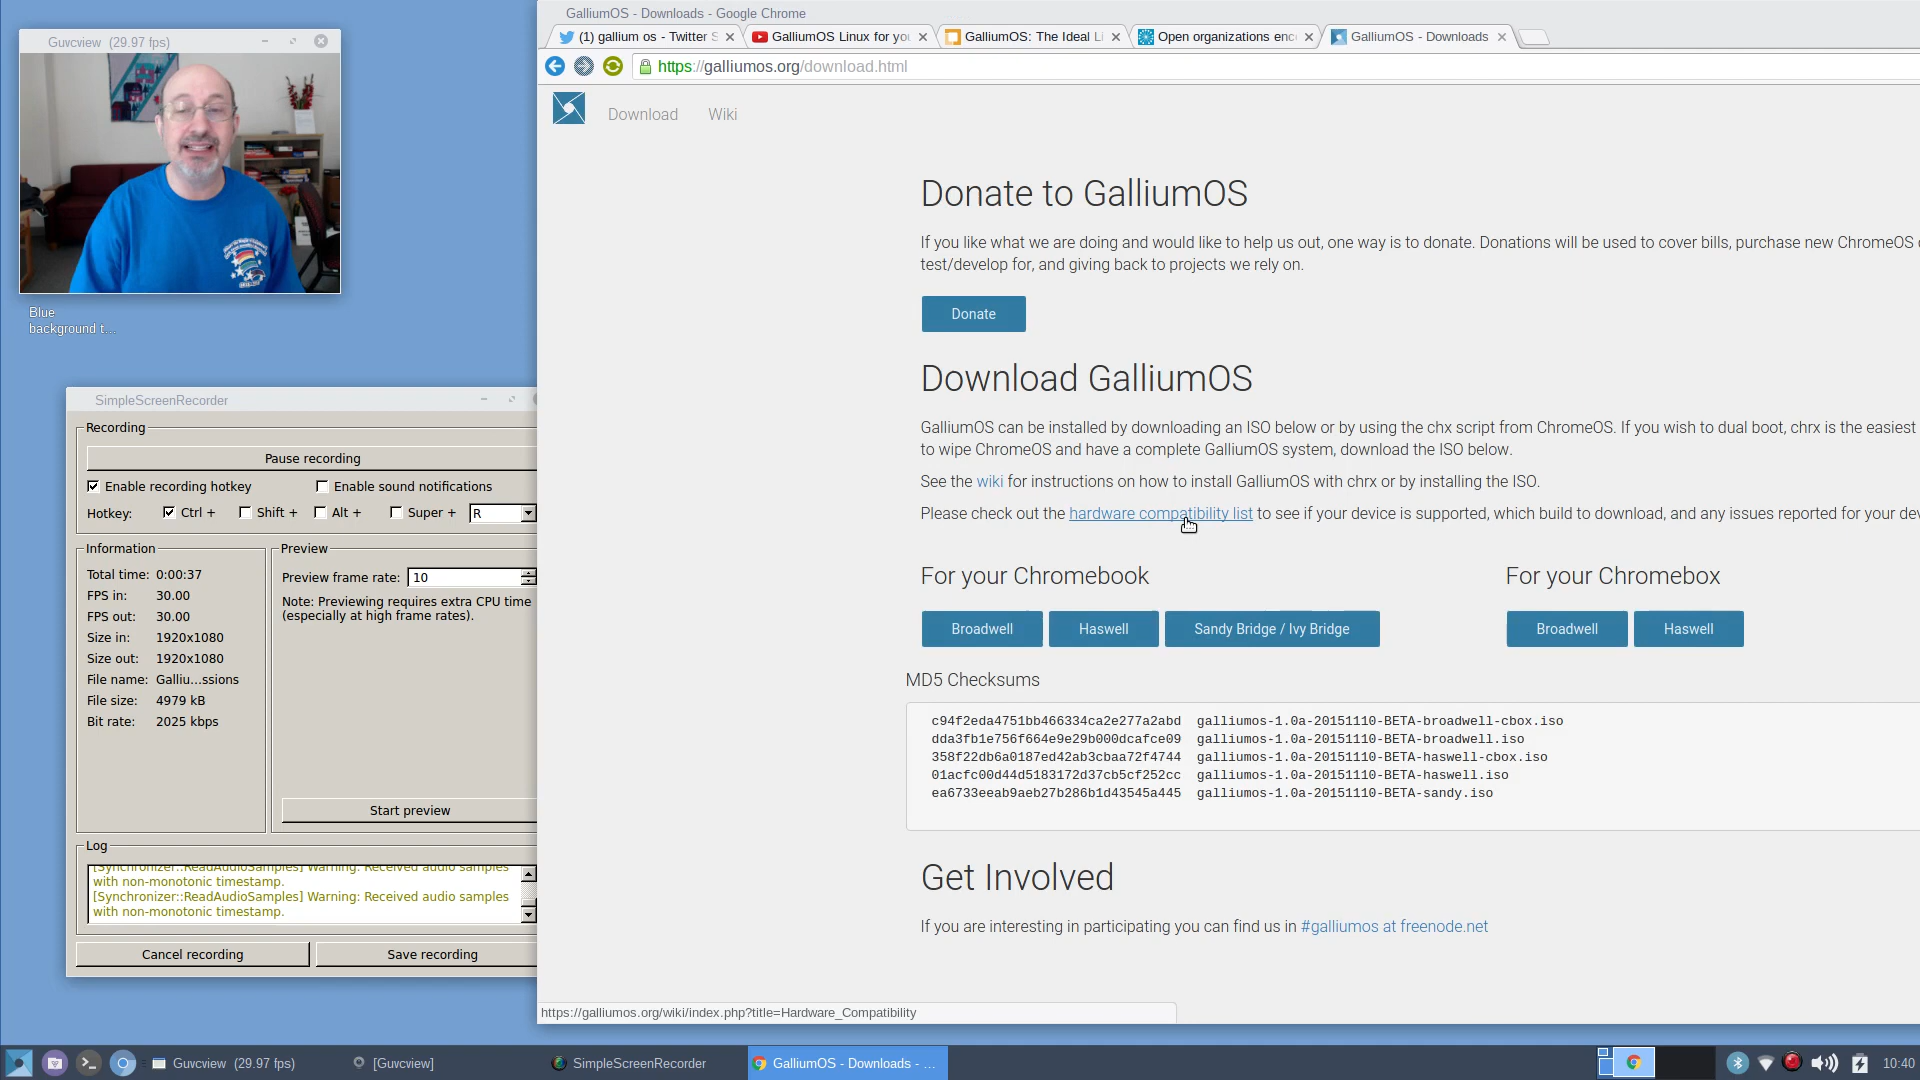 Guvcview (29.97 fps)
Blue
background t...
SimpleScreenRecorder
Recording
Pause recording
Enable recording hotkey
Enable sound notifications
Hotkey: Ctrl + Shift + Alt + Super + R
Information
Total time: 0:00:37
FPS in: 30.00
FPS out: 30.00
Size in: 1920x1080
Size out: 1920x1080
File name: Galliu...ssions
File size: 4979 kB
Bit rate: 2025 kbps
Preview
Preview frame rate: 10
Note: Previewing requires extra CPU time
(especially at high frame rates).
Start preview
Log
[Synchronizer::ReadAudioSamples] Warning: Received audio samples
with non-monotonic timestamp.
[Synchronizer::ReadAudioSamples] Warning: Received audio samples
with non-monotonic timestamp.
Cancel recording
Save recording
GalliumOS - Downloads - Google Chrome
(1) gallium os - Twitter S
GalliumOS Linux for yo
GalliumOS: The Ideal Li
Open organizations enc
GalliumOS - Downloads
https://galliumos.org/download.html
Download
Wiki
Donate to GalliumOS
If you like what we are doing and would like to help us out, one way is to donate. Donations will be used to cover bills, purchase new ChromeOS
test/develop for, and giving back to projects we rely on.
Donate
Download GalliumOS
GalliumOS can be installed by downloading an ISO below or by using the chx script from ChromeOS. If you wish to dual boot, chrx is the easiest
to wipe ChromeOS and have a complete GalliumOS system, download the ISO below.
See the wiki for instructions on how to install GalliumOS with chrx or by installing the ISO.
Please check out the hardware compatibility list to see if your device is supported, which build to download, and any issues reported for your dev
For your Chromebook
Broadwell
Haswell
Sandy Bridge / Ivy Bridge
For your Chromebox
Broadwell
Haswell
MD5 Checksums
c94f2eda4751bb466334ca2e277a2abd galliumos-1.0a-20151110-BETA-broadwell-cbox.iso
dda3fb1e756f664e9e29b000dcafce09 galliumos-1.0a-20151110-BETA-broadwell.iso
358f22db6a0187ed42ab3cbaa72f4744 galliumos-1.0a-20151110-BETA-haswell-cbox.iso
01acfc00d44d5183172d37cb5cf252cc galliumos-1.0a-20151110-BETA-haswell.iso
ea6733eeab9aeb27b286b1d43545a445 galliumos-1.0a-20151110-BETA-sandy.iso
Get Involved
If you are interesting in participating you can find us in #galliumos at freenode.net
https://galliumos.org/wiki/index.php?title=Hardware_Compatibility
Guvcview (29.97 fps)
[Guvcview]
SimpleScreenRecorder
GalliumOS - Downloads - ...
10:40